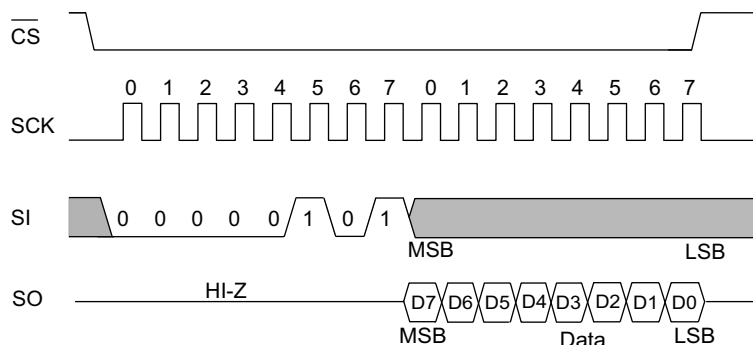 CS
0 1 2 3 4 5 6 7 0 1 2 3 4 5 6 7
SCK
SI 0 0 0 0 0 1 0 1
MSB LSB
HI-Z
SO D7 D6 D5 D4 D3 D2 D1 D0
MSB Data LSB